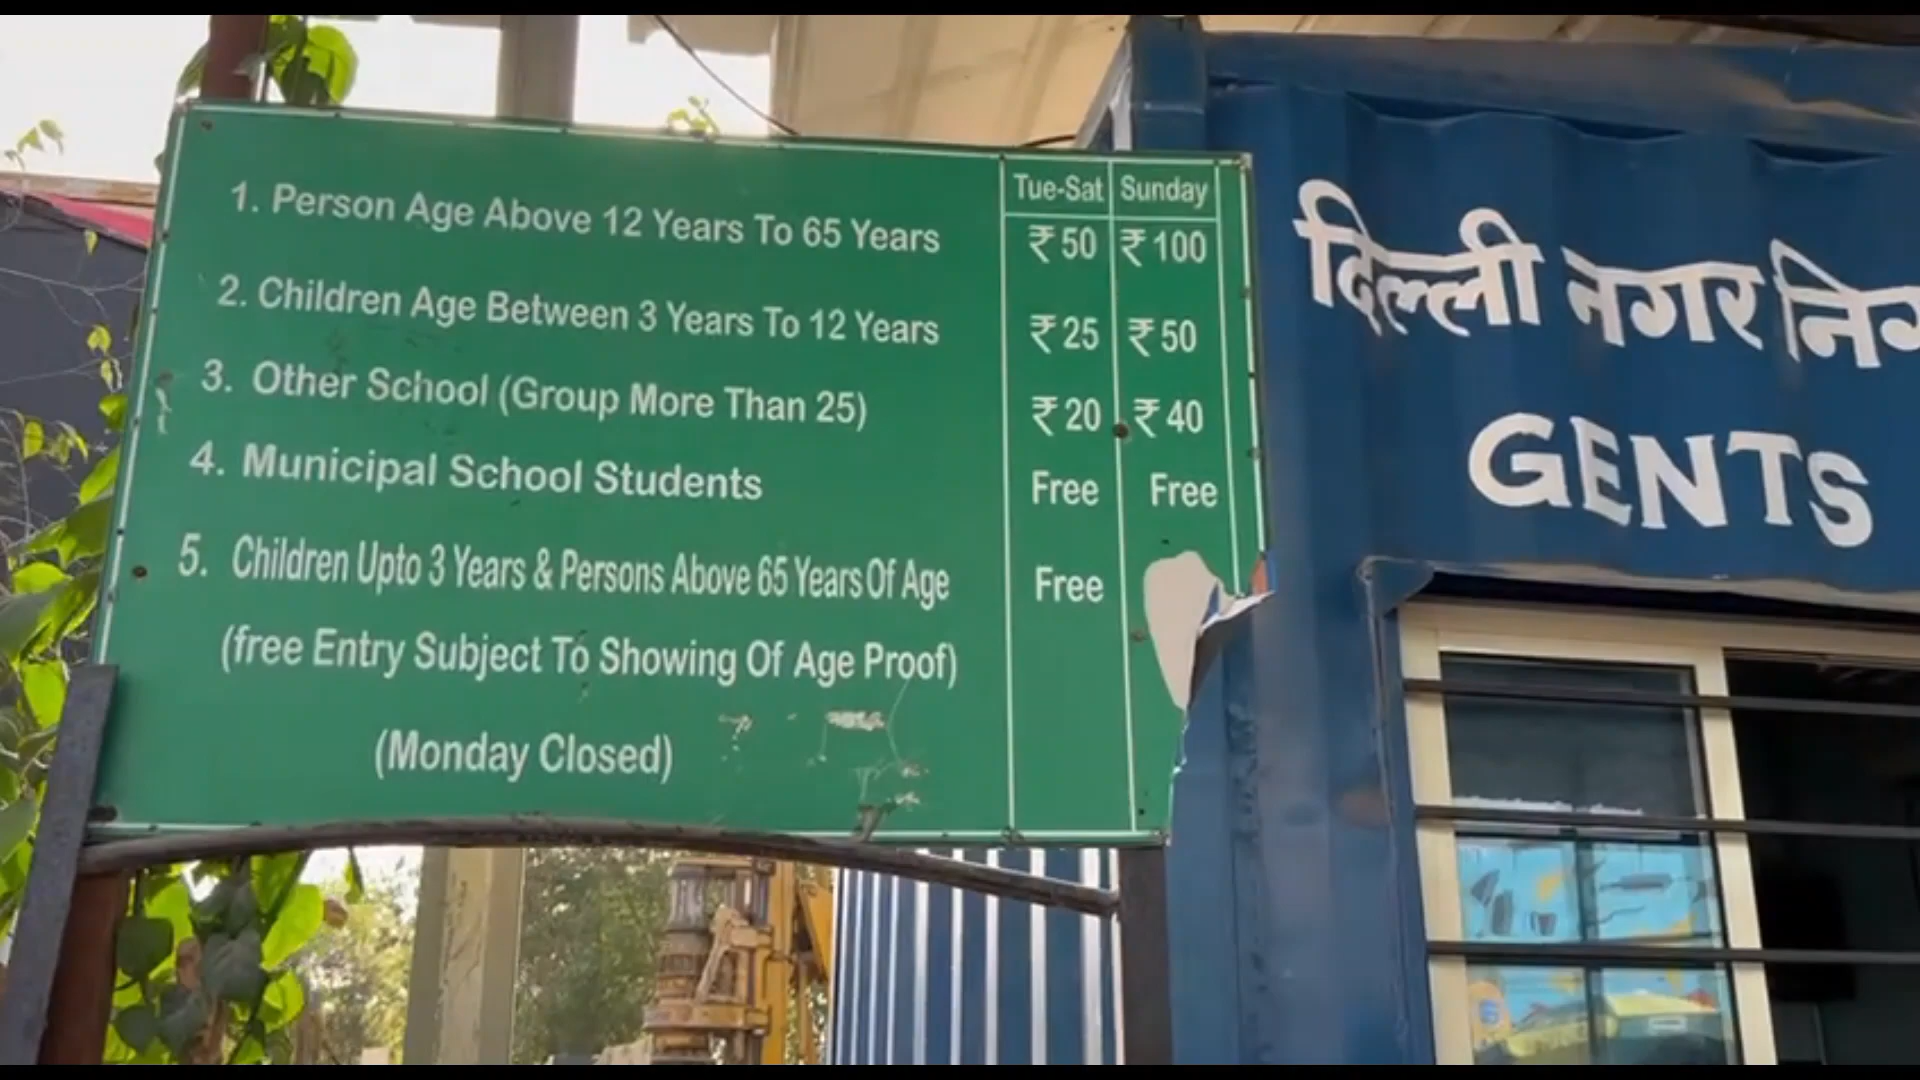 Tue-Sat Sunday
1. Person Age Above 12 Years To 65 Years ₹50 ₹100
2. Children Age Between 3 Years To 12 Years ₹25 ₹50
3. Other School (Group More Than 25) ₹20 ₹40
4. Municipal School Students Free Free
5. Children Upto 3 Years & Persons Above 65 Years Of Age Free
(free Entry Subject To Showing Of Age Proof)
(Monday Closed)
दिल्ली नगर
GENTS